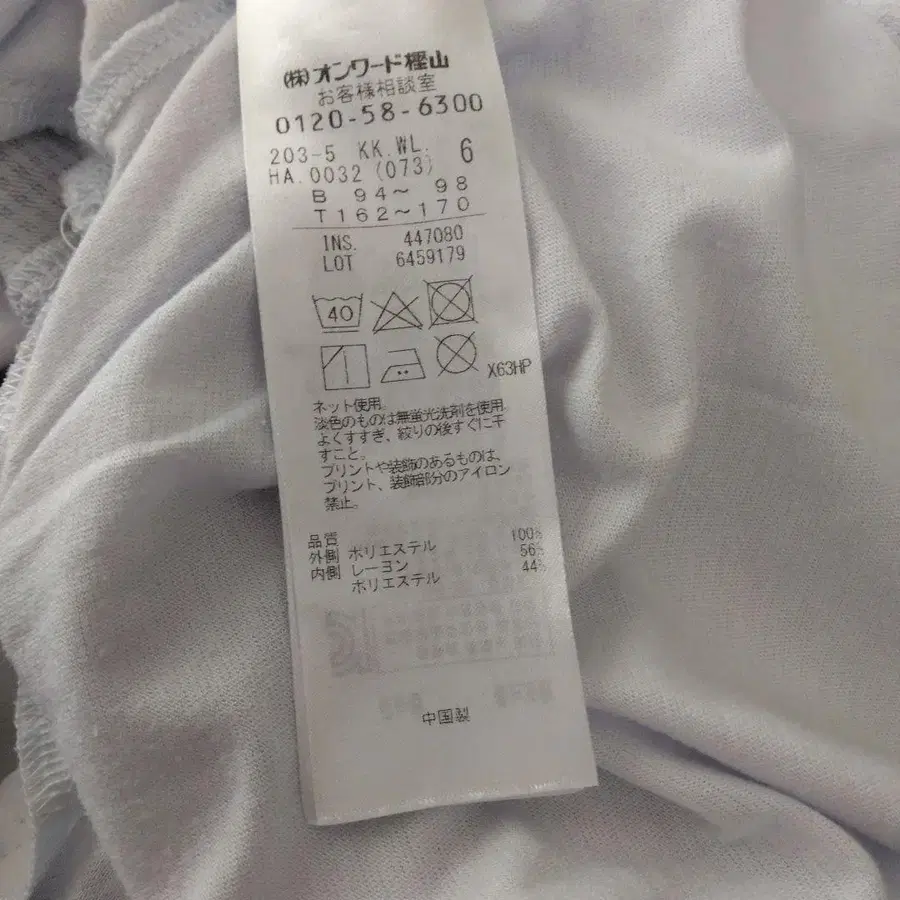 (株)オンワード樫山
お客様相談室
0120-58-6300
203-5 KK.WL. 6
HA.0032 (073)
B 94〜 98
T162〜170
INS. 447080
LOT 6459179
40
X63HP
ネット使用。
淡色のものは無蛍光洗剤を使用
よくすすぎ、絞りの後すぐに干
すこと。
プリントや装飾のあるものは、
プリント、装飾部分のアイロン
禁止。
品質
外側 ポリエステル 100%
内側 レーヨン 56%
ポリエステル 44%
中国製